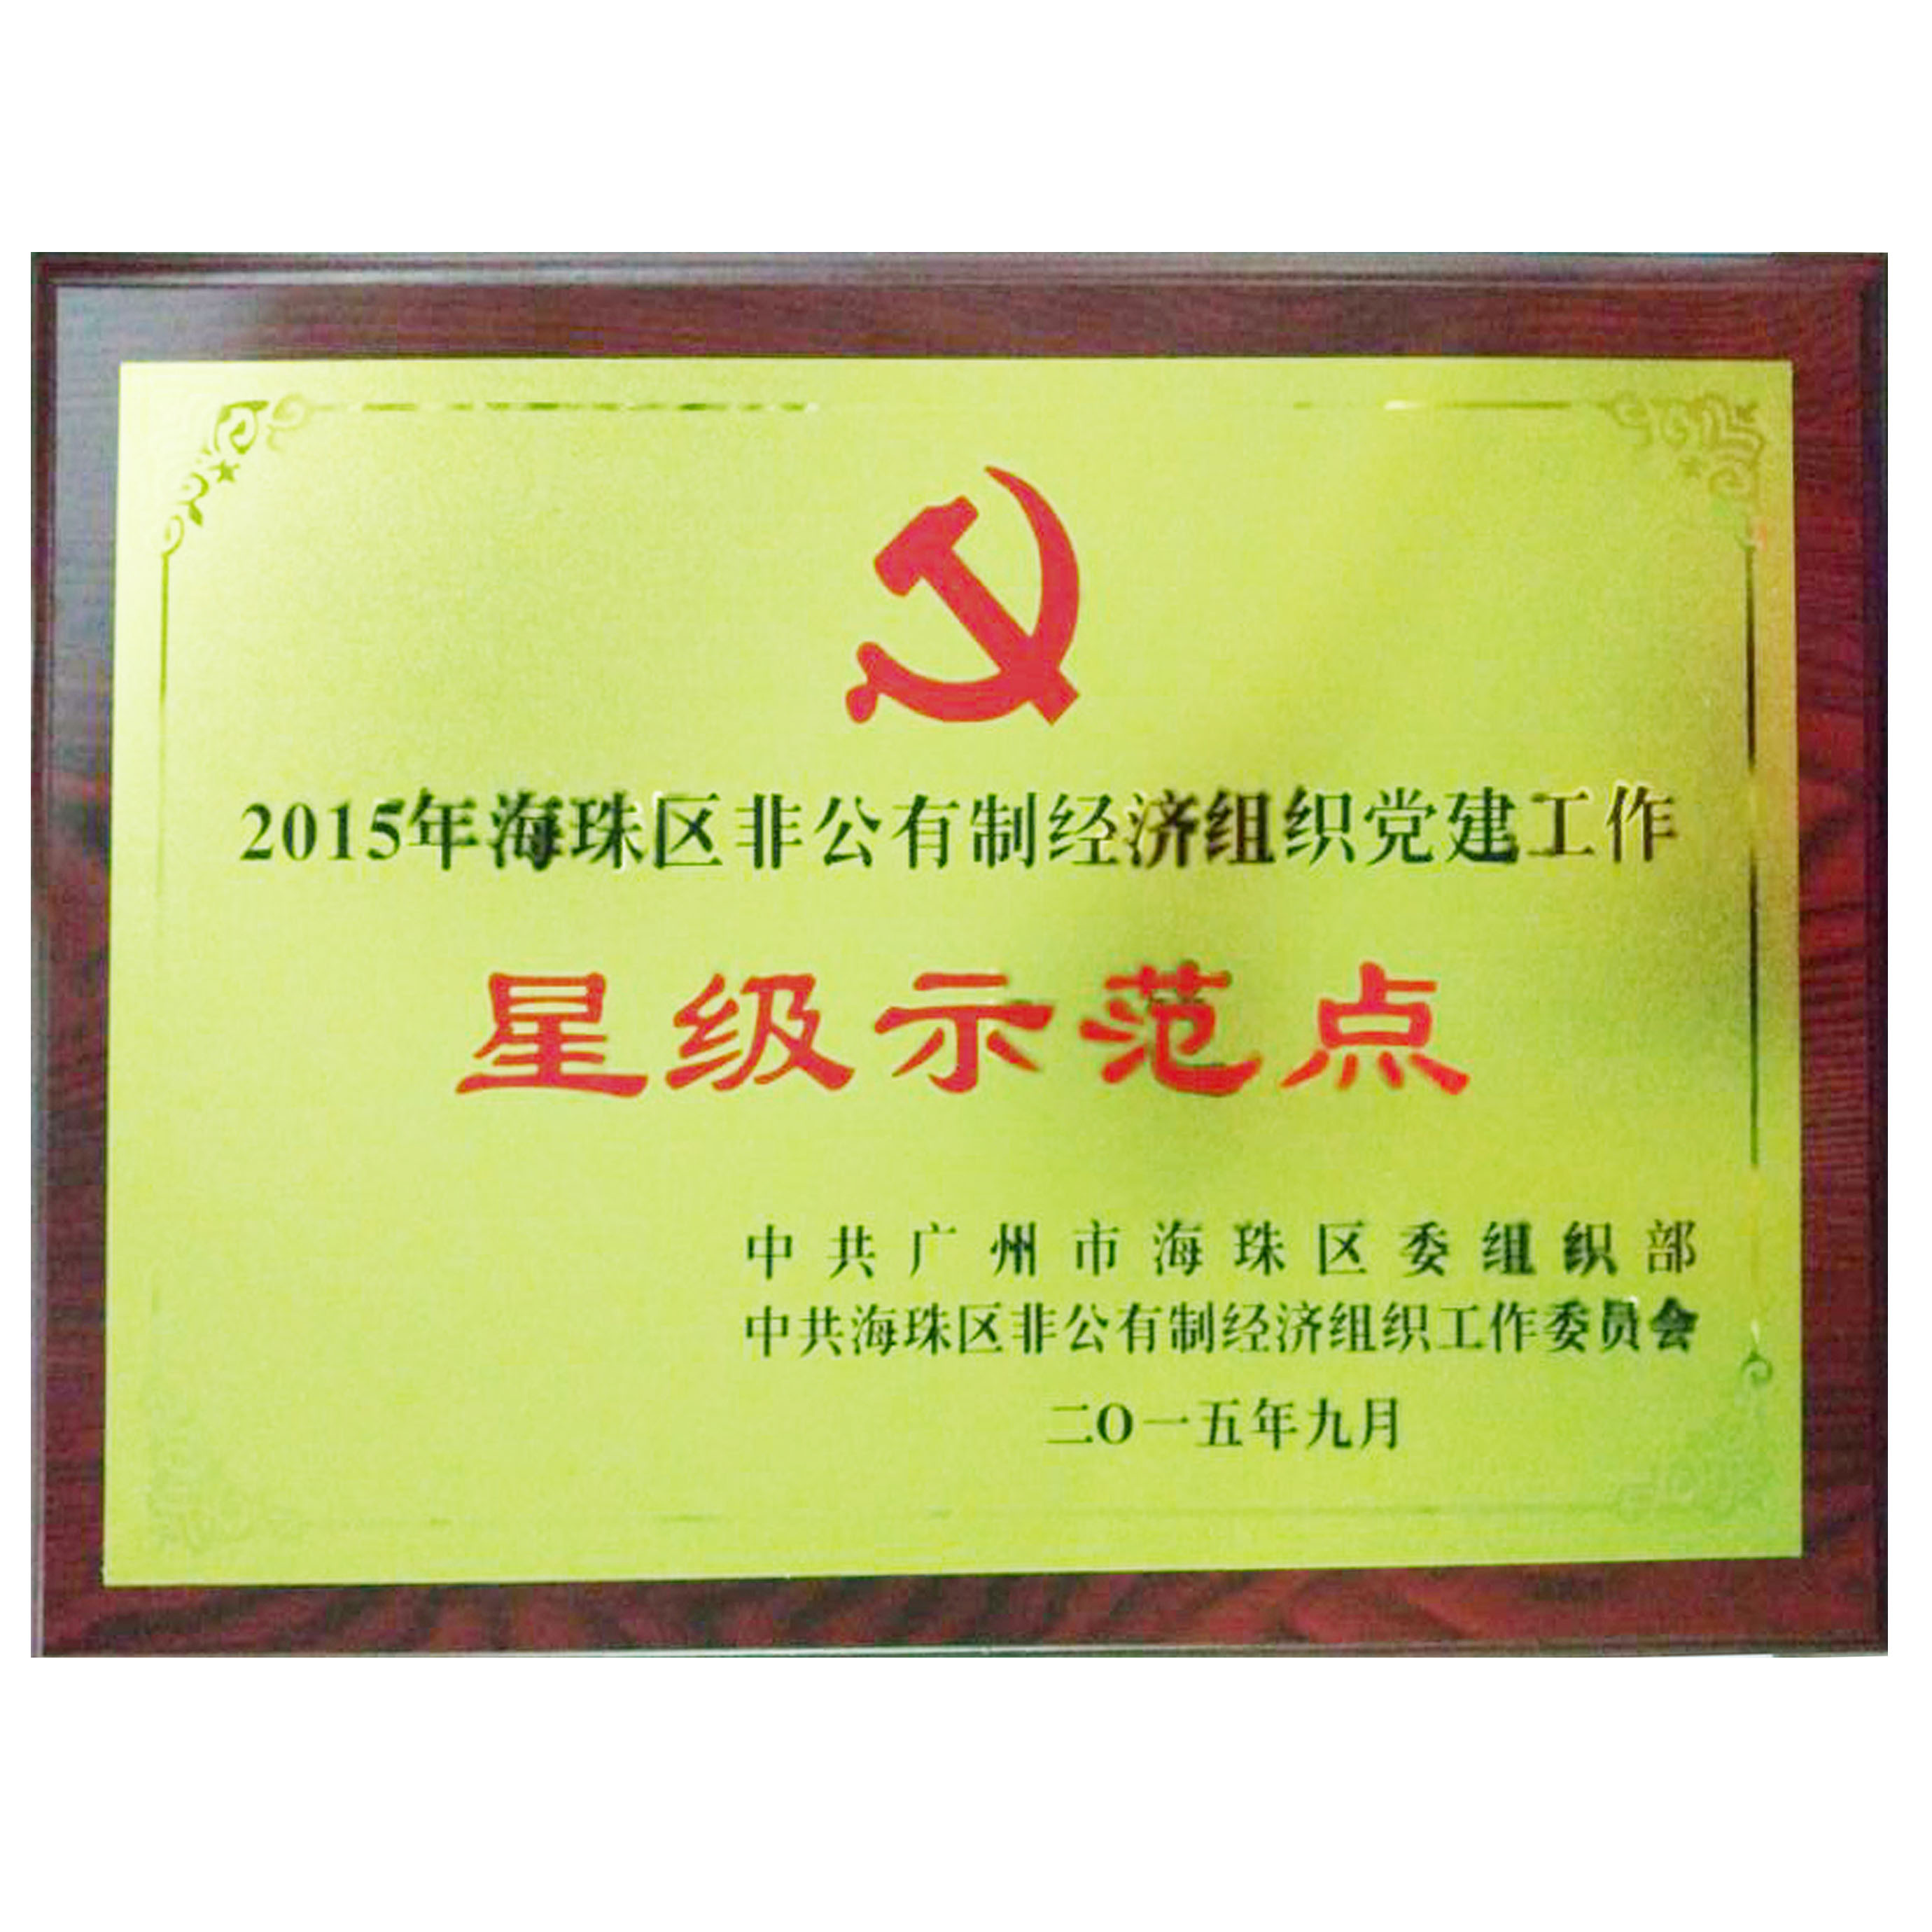 2015年海珠区非公有制经济组织党建工作
星级示范点
中共广州市海珠区委组织部
中共海珠区非公有制经济组织工作委员会
二O一五年九月